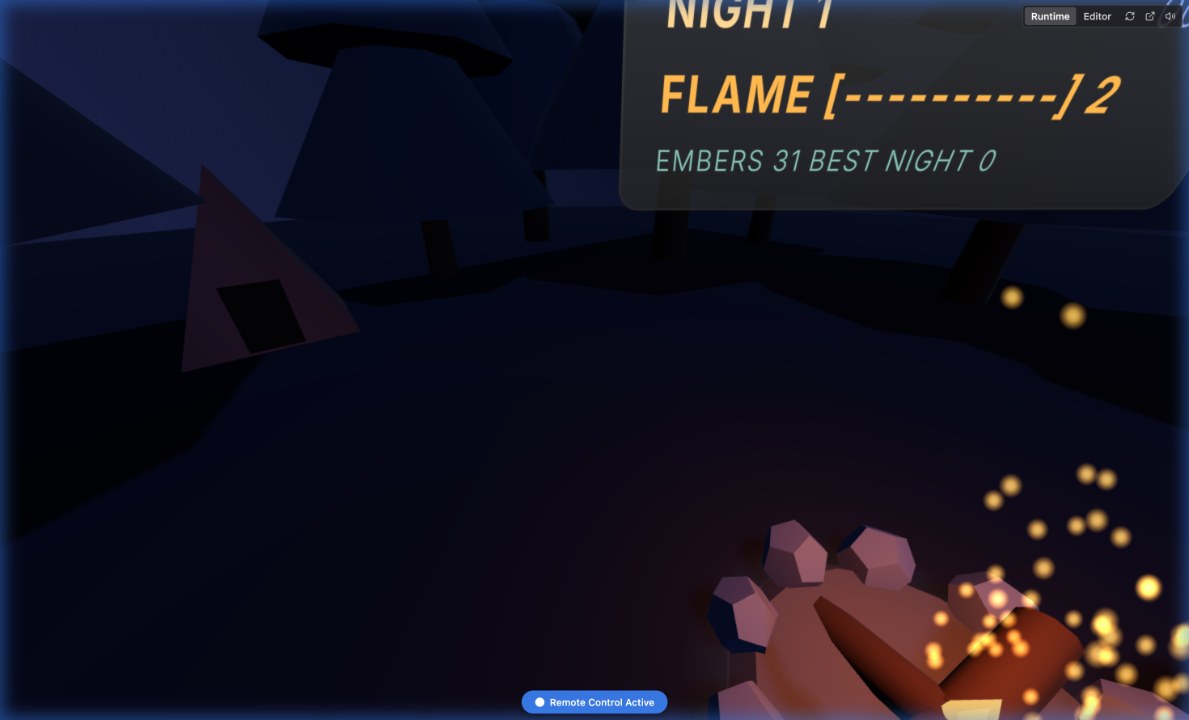 NIGHT 1
Runtime Editor
FLAME [----------] 2
EMBERS 31 BEST NIGHT 0
Remote Control Active